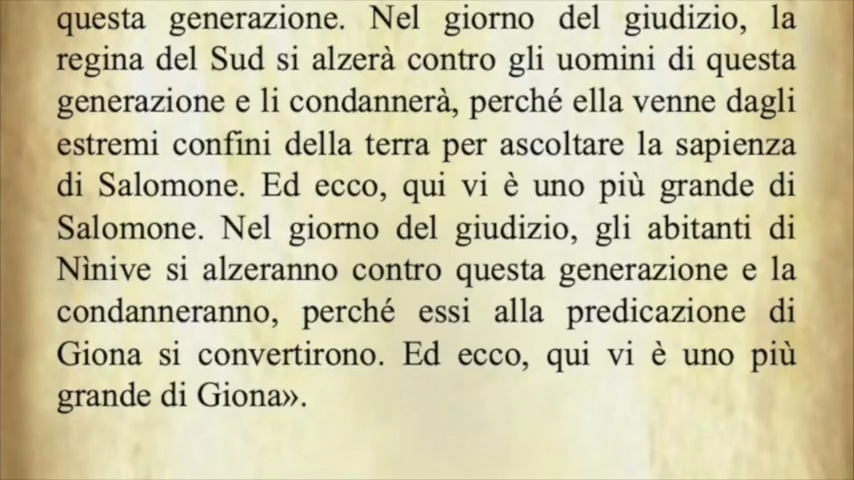 questa generazione. Nel giorno del giudizio, la
regina del Sud si alzerà contro gli uomini di questa
generazione e li condannerà, perché ella venne dagli
estremi confini della terra per ascoltare la sapienza
di Salomone. Ed ecco, qui vi è uno più grande di
Salomone. Nel giorno del giudizio, gli abitanti di
Nìnive si alzeranno contro questa generazione e la
condanneranno, perché essi alla predicazione di
Giona si convertirono. Ed ecco, qui vi è uno più
grande di Giona».